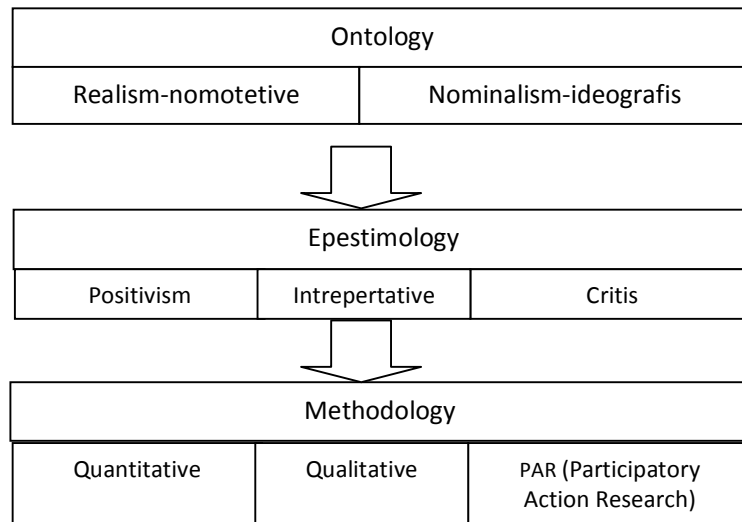 Ontology
Realism-nomotetive
Nominalism-ideografis
Epestimology
Positivism
Intrepertative
Critis
Methodology
Quantitative
Qualitative
PAR (Participatory
Action Research)